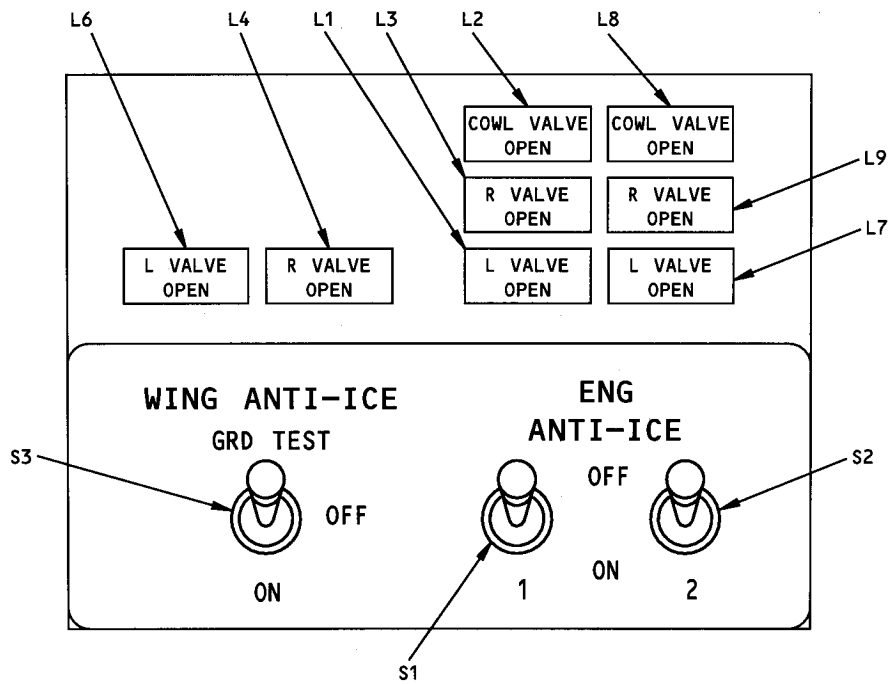 L6 L4 L1 L3 L2 L8
COWL VALVE OPEN
COWL VALVE OPEN
L9
R VALVE OPEN
R VALVE OPEN
L7
L VALVE OPEN
R VALVE OPEN
L VALVE OPEN
L VALVE OPEN
WING ANTI-ICE
GRD TEST
OFF
ON
ENG
ANTI-ICE
OFF
ON
1
2
S3
S2
S1